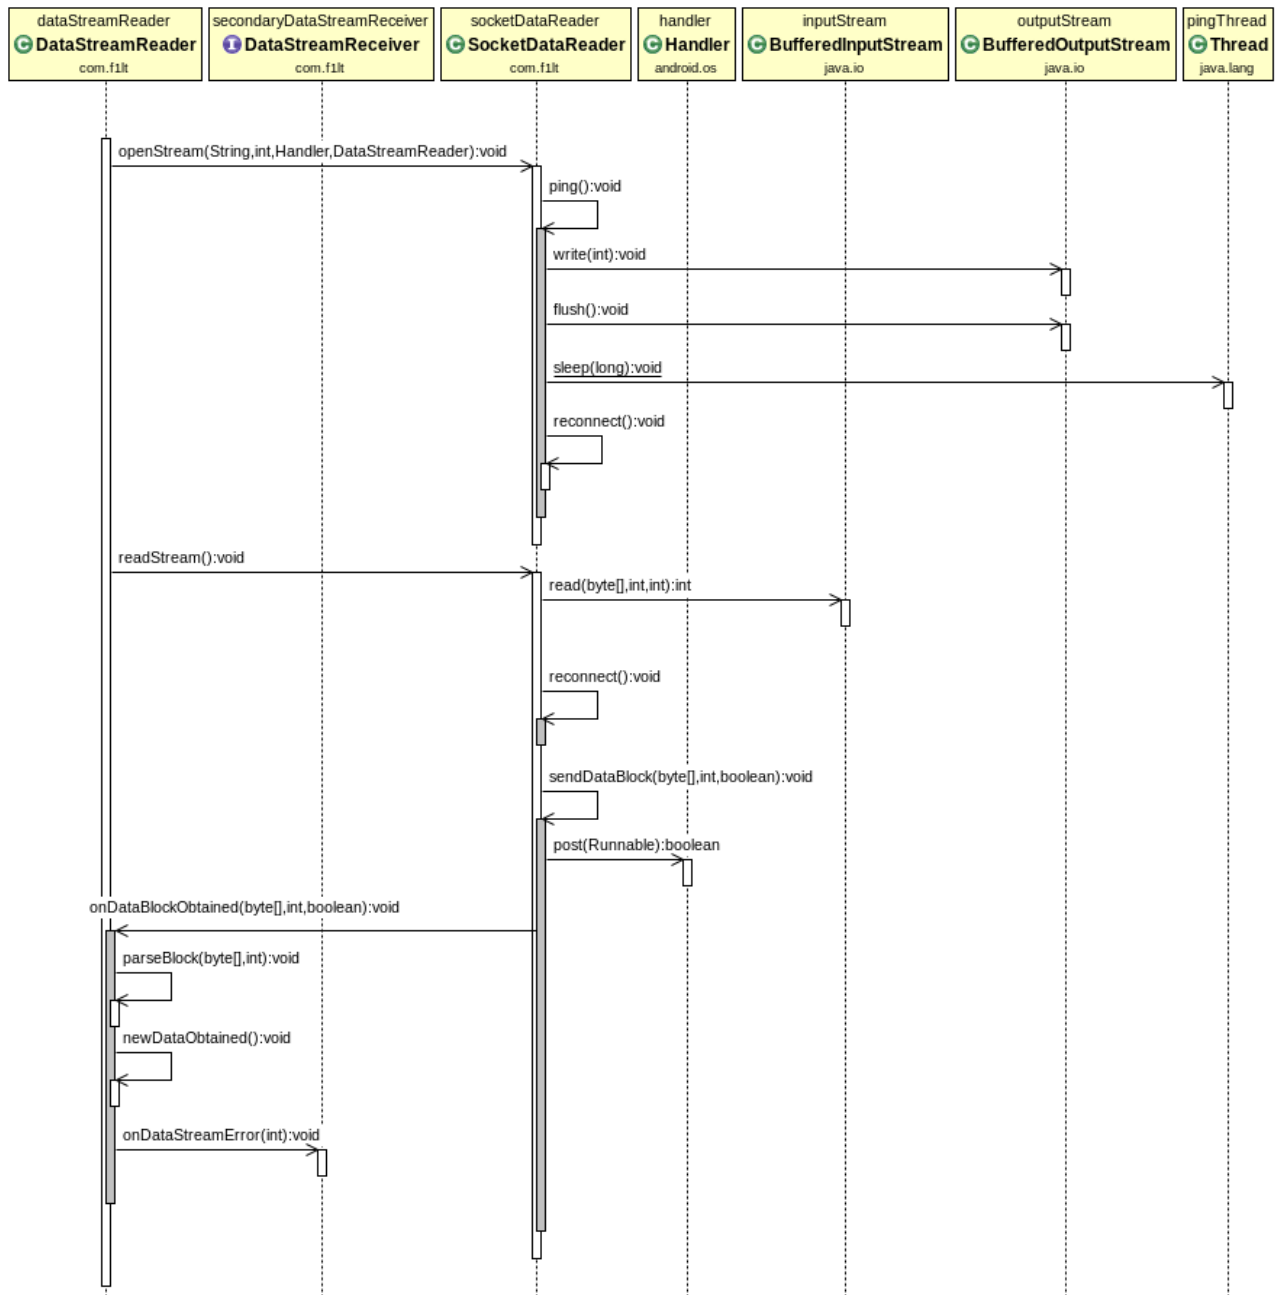 dataStreamReader
C DataStreamReader
com.f1lt
secondaryDataStreamReceiver
I DataStreamReceiver
com.f1lt
socketDataReader
C SocketDataReader
com.f1lt
handler
C Handler
android.os
inputStream
C BufferedInputStream
java.io
outputStream
C BufferedOutputStream
java.io
pingThread
C Thread
java.lang
openStream(String,int,Handler,DataStreamReader):void
ping():void
write(int):void
flush():void
sleep(long):void
reconnect():void
readStream():void
read(byte[],int,int):int
reconnect():void
sendDataBlock(byte[],int,boolean):void
post(Runnable):boolean
onDataBlockObtained(byte[],int,boolean):void
parseBlock(byte[],int):void
newDataObtained():void
onDataStreamError(int):void